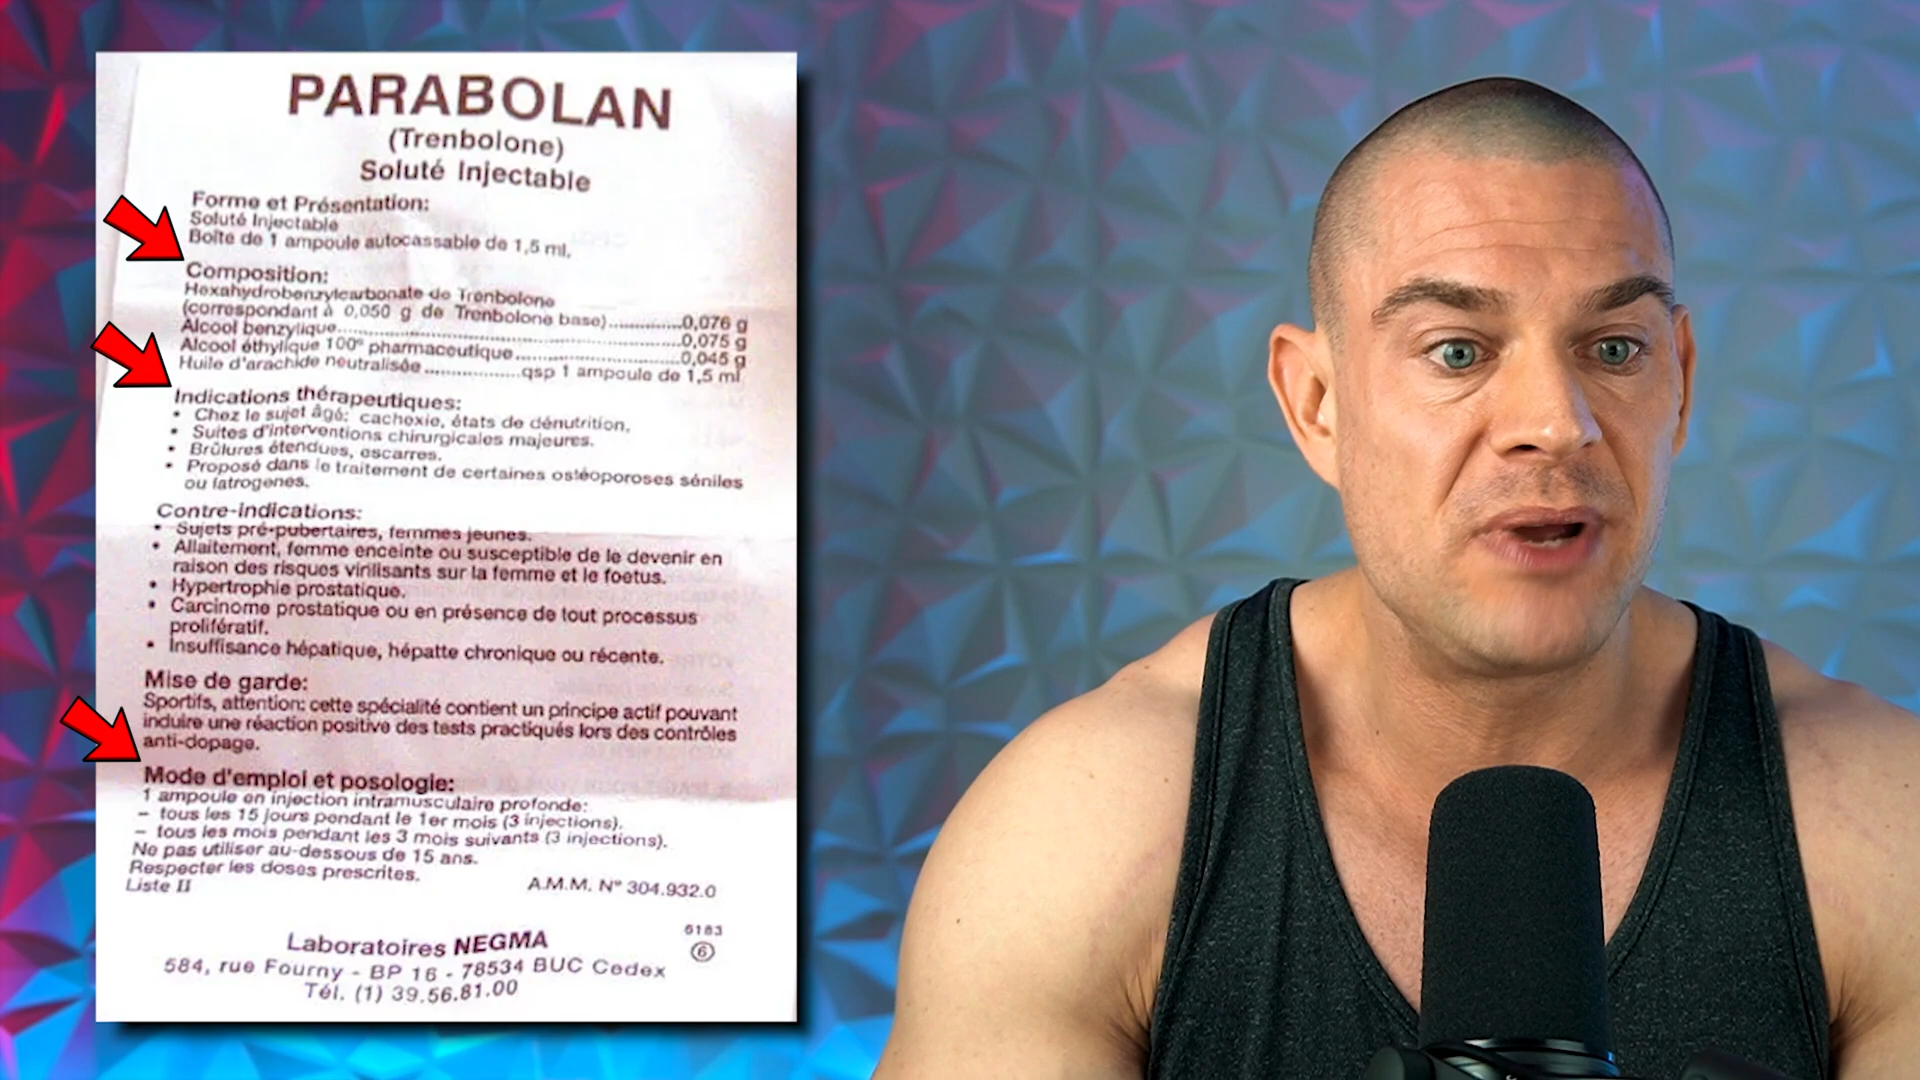 PARABOLAN
(Trenbolone)
Soluté Injectable
Forme et Présentation:
Soluté Injectable
Boîte de 1 ampoule autocassable de 1,5 ml.
Composition:
Hexahydrobenzylcarbonate de Trenbolone
(correspondant à 0,050 g de Trenbolone base)..............0,076 g
Alcool benzylique..................................................0,075 g
Alcool éthylique 100° pharmaceutique........................0,045 g
Huile d'arachide neutralisée ................qsp 1 ampoule de 1,5 ml
Indications thérapeutiques:
• Chez le sujet âgé: cachexie, états de dénutrition.
• Suites d'interventions chirurgicales majeures.
• Brûlures étendues, escarres.
• Proposé dans le traitement de certaines ostéoporoses séniles
ou iatrogenes.
Contre-indications:
• Sujets pré-pubertaires, femmes jeunes.
• Allaitement, femme enceinte ou susceptible de le devenir en
raison des risques virilisants sur la femme et le foetus.
• Hypertrophie prostatique.
• Carcinome prostatique ou en présence de tout processus
prolifératif.
• Insuffisance hépatique, hépatte chronique ou récente.
Mise de garde:
Sportifs, attention: cette spécialité contient un principe actif pouvant
induire une réaction positive des tests practiqués lors des contrôles
anti-dopage.
Mode d'emploi et posologie:
1 ampoule en injection intramusculaire profonde:
– tous les 15 jours pendant le 1er mois (3 injections).
– tous les mois pendant les 3 mois suivants (3 injections).
Ne pas utiliser au-dessous de 15 ans.
Respecter les doses prescrites.
Liste II
A.M.M. N° 304.932.0
6183
6
Laboratoires NEGMA
584, rue Fourny - BP 16 - 78534 BUC Cedex
Tél. (1) 39.56.81.00